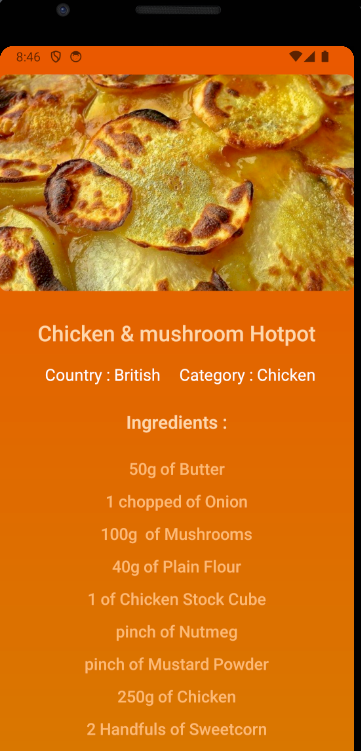 8:46
Chicken & mushroom Hotpot
Country : British Category : Chicken
Ingredients :
50g of Butter
1 chopped of Onion
100g of Mushrooms
40g of Plain Flour
1 of Chicken Stock Cube
pinch of Nutmeg
pinch of Mustard Powder
250g of Chicken
2 Handfuls of Sweetcorn